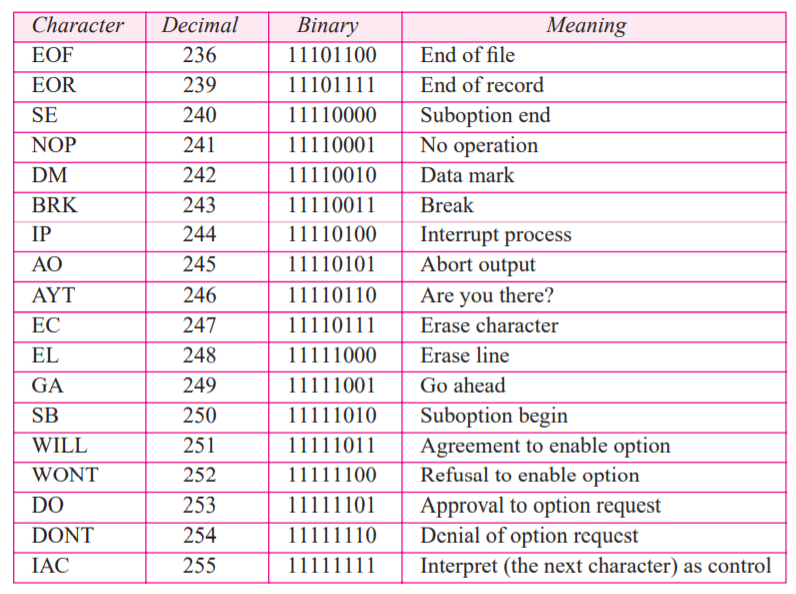 Character Decimal Binary Meaning
EOF 236 11101100 End of file
EOR 239 11101111 End of record
SE 240 11110000 Suboption end
NOP 241 11110001 No operation
DM 242 11110010 Data mark
BRK 243 11110011 Break
IP 244 11110100 Interrupt process
AO 245 11110101 Abort output
AYT 246 11110110 Are you there?
EC 247 11110111 Erase character
EL 248 11111000 Erase line
GA 249 11111001 Go ahead
SB 250 11111010 Suboption begin
WILL 251 11111011 Agreement to enable option
WONT 252 11111100 Refusal to enable option
DO 253 11111101 Approval to option request
DONT 254 11111110 Denial of option request
IAC 255 11111111 Interpret (the next character) as control